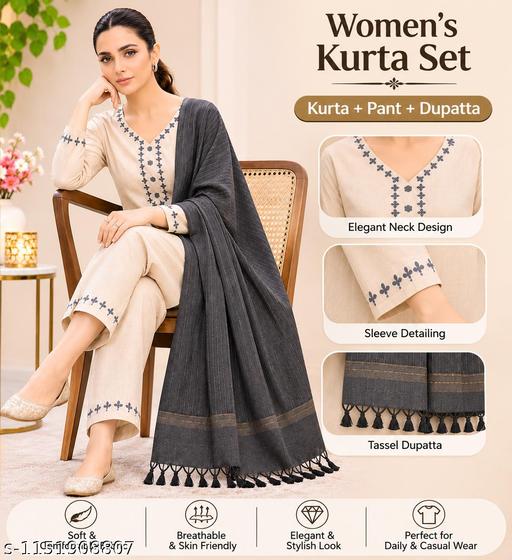 Women's
Kurta Set
Kurta + Pant + Dupatta
Elegant Neck Design
Sleeve Detailing
Tassel Dupatta
Soft &
Breathable
& Skin Friendly
Elegant &
Stylish Look
Perfect for
Daily & Casual Wear